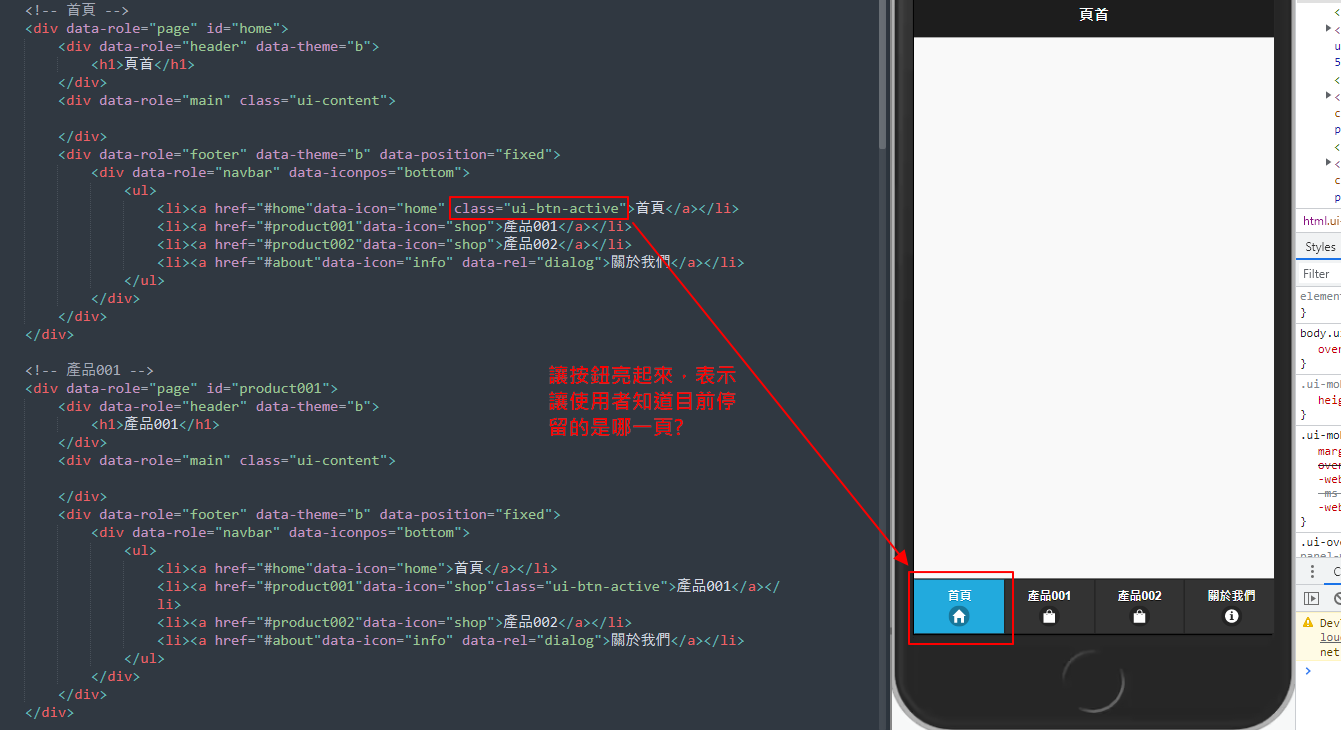 <!-- 首頁 -->
<div data-role="page" id="home">
<div data-role="header" data-theme="b">
<h1>頁首</h1>
</div>
<div data-role="main" class="ui-content">
</div>
<div data-role="footer" data-theme="b" data-position="fixed">
<div data-role="navbar" data-iconpos="bottom">
<ul>
<li><a href="#home"data-icon="home" class="ui-btn-active">首頁</a></li>
<li><a href="#product001"data-icon="shop">產品001</a></li>
<li><a href="#product002"data-icon="shop">產品002</a></li>
<li><a href="#about"data-icon="info" data-rel="dialog">關於我們</a></li>
</ul>
</div>
</div>
</div>
<!-- 產品001 -->
<div data-role="page" id="product001">
<div data-role="header" data-theme="b">
<h1>產品001</h1>
</div>
<div data-role="main" class="ui-content">
</div>
<div data-role="footer" data-theme="b" data-position="fixed">
<div data-role="navbar" data-iconpos="bottom">
<ul>
<li><a href="#home"data-icon="home">首頁</a></li>
<li><a href="#product001"data-icon="shop"class="ui-btn-active">產品001</a></
li>
<li><a href="#product002"data-icon="shop">產品002</a></li>
<li><a href="#about"data-icon="info" data-rel="dialog">關於我們</a></li>
</ul>
</div>
</div>
</div>
讓按鈕亮起來，表示
讓使用者知道目前停
留的是哪一頁?
頁首
首頁
產品001
產品002
關於我們
<
<
u
5
<
<
c
p
<
<
c
p
html.ui-
Styles
Filter
elemen
}
body.u
over
}
.ui-mo
heig
}
.ui-mo
marg
over
-web
-ms-
-web
}
.ui-ov
panel-
C
Dev
loud
net
>